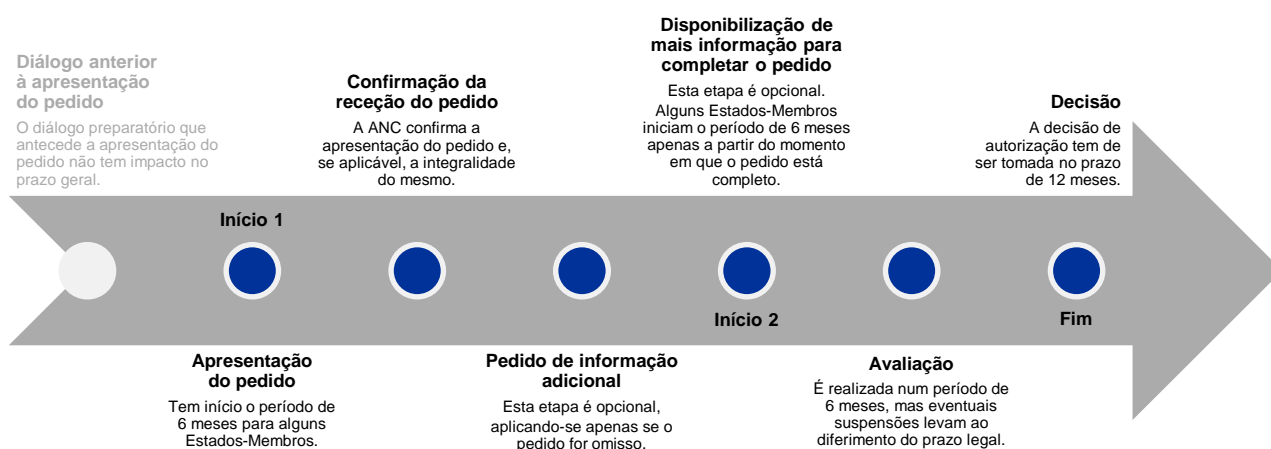 Diálogo anterior
à apresentação
do pedido
O diálogo preparatório que
antecede a apresentação do
pedido não tem impacto no
prazo geral.
Início 1
Apresentação
do pedido
Tem início o período de
6 meses para alguns
Estados-Membros.
Confirmação da
receção do pedido
A ANC confirma a
apresentação do pedido e,
se aplicável, a integralidade
do mesmo.
Pedido de informação
adicional
Esta etapa é opcional,
aplicando-se apenas se o
pedido for omisso.
Disponibilização de
mais informação para
completar o pedido
Esta etapa é opcional.
Alguns Estados-Membros
iniciam o período de 6 meses
apenas a partir do momento
em que o pedido está
completo.
Início 2
Avaliação
É realizada num período de
6 meses, mas eventuais
suspensões levam ao
diferimento do prazo legal.
Decisão
A decisão de
autorização tem de
ser tomada no prazo
de 12 meses.
Fim